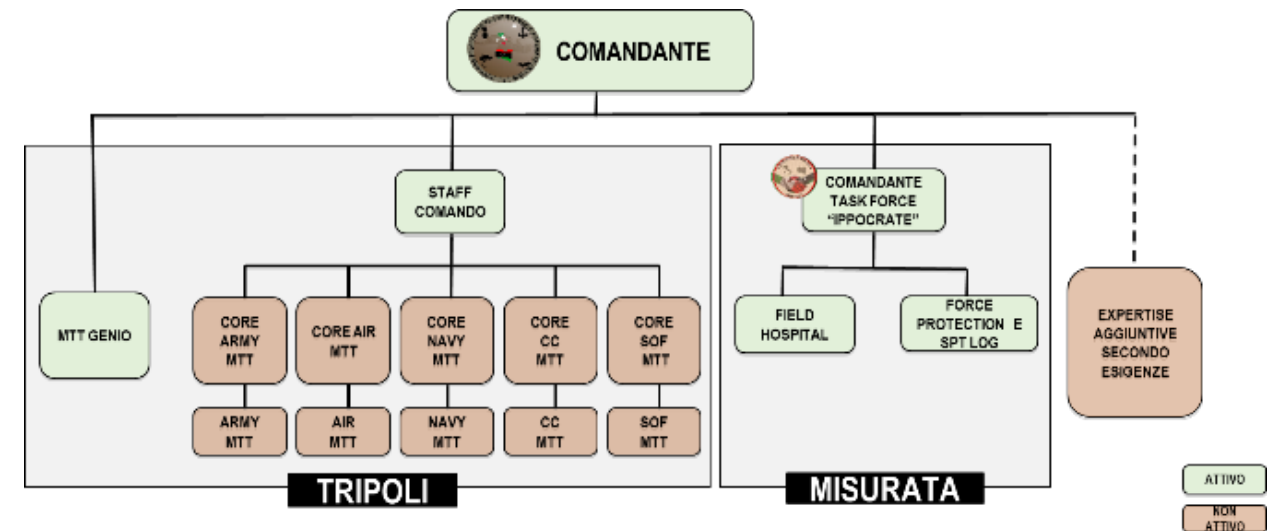 COMANDANTE
STAFF
COMANDO
COMANDANTE
TASK FORCE
"IPPOCRATE"
MTT GENIO
CORE
ARMY
MTT
CORE AIR
MTT
CORE
NAVY
MTT
CORE
CC
MTT
CORE
SOF
MTT
FIELD
HOSPITAL
FORCE
PROTECTION E
SPT LOG
EXPERTISE
AGGIUNTIVE
SECONDO
ESIGENZE
ARMY
MTT
AIR
MTT
NAVY
MTT
CC
MTT
SOF
MTT
TRIPOLI
MISURATA
ATTIVO
NON
ATTIVO